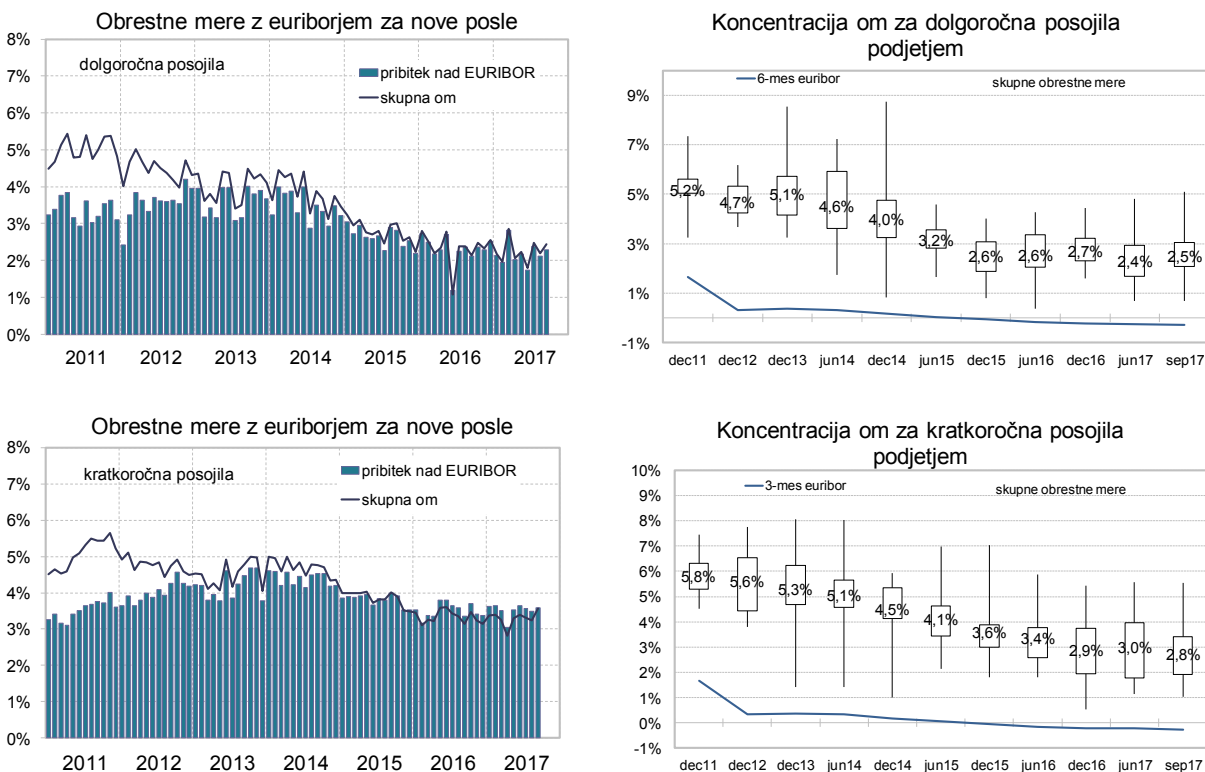 Obrestne mere z euriborjem za nove posle
8%
7%
6%
5%
4%
3%
2%
1%
0%
dolgoročna posojila
pribitek nad EURIBOR
skupna om
2011 2012 2013 2014 2015 2016 2017
Koncentracija om za dolgoročna posojila
podjetjem
6-mes euribor
skupne obrestne mere
9%
7%
5%
3%
1%
-1%
5,2% 4,7% 5,1% 4,6% 4,0% 3,2% 2,6% 2,6% 2,7% 2,4% 2,5%
dec11 dec12 dec13 jun14 dec14 jun15 dec15 jun16 dec16 jun17 sep17
Obrestne mere z euriborjem za nove posle
8%
7%
6%
5%
4%
3%
2%
1%
0%
kratkoročna posojila
pribitek nad EURIBOR
skupna om
2011 2012 2013 2014 2015 2016 2017
Koncentracija om za kratkoročna posojila
podjetjem
3-mes euribor
skupne obrestne mere
10%
9%
8%
7%
6%
5%
4%
3%
2%
1%
0%
-1%
5,8% 5,6% 5,3% 5,1% 4,5% 4,1% 3,6% 3,4% 2,9% 3,0% 2,8%
dec11 dec12 dec13 jun14 dec14 jun15 dec15 jun16 dec16 jun17 sep17